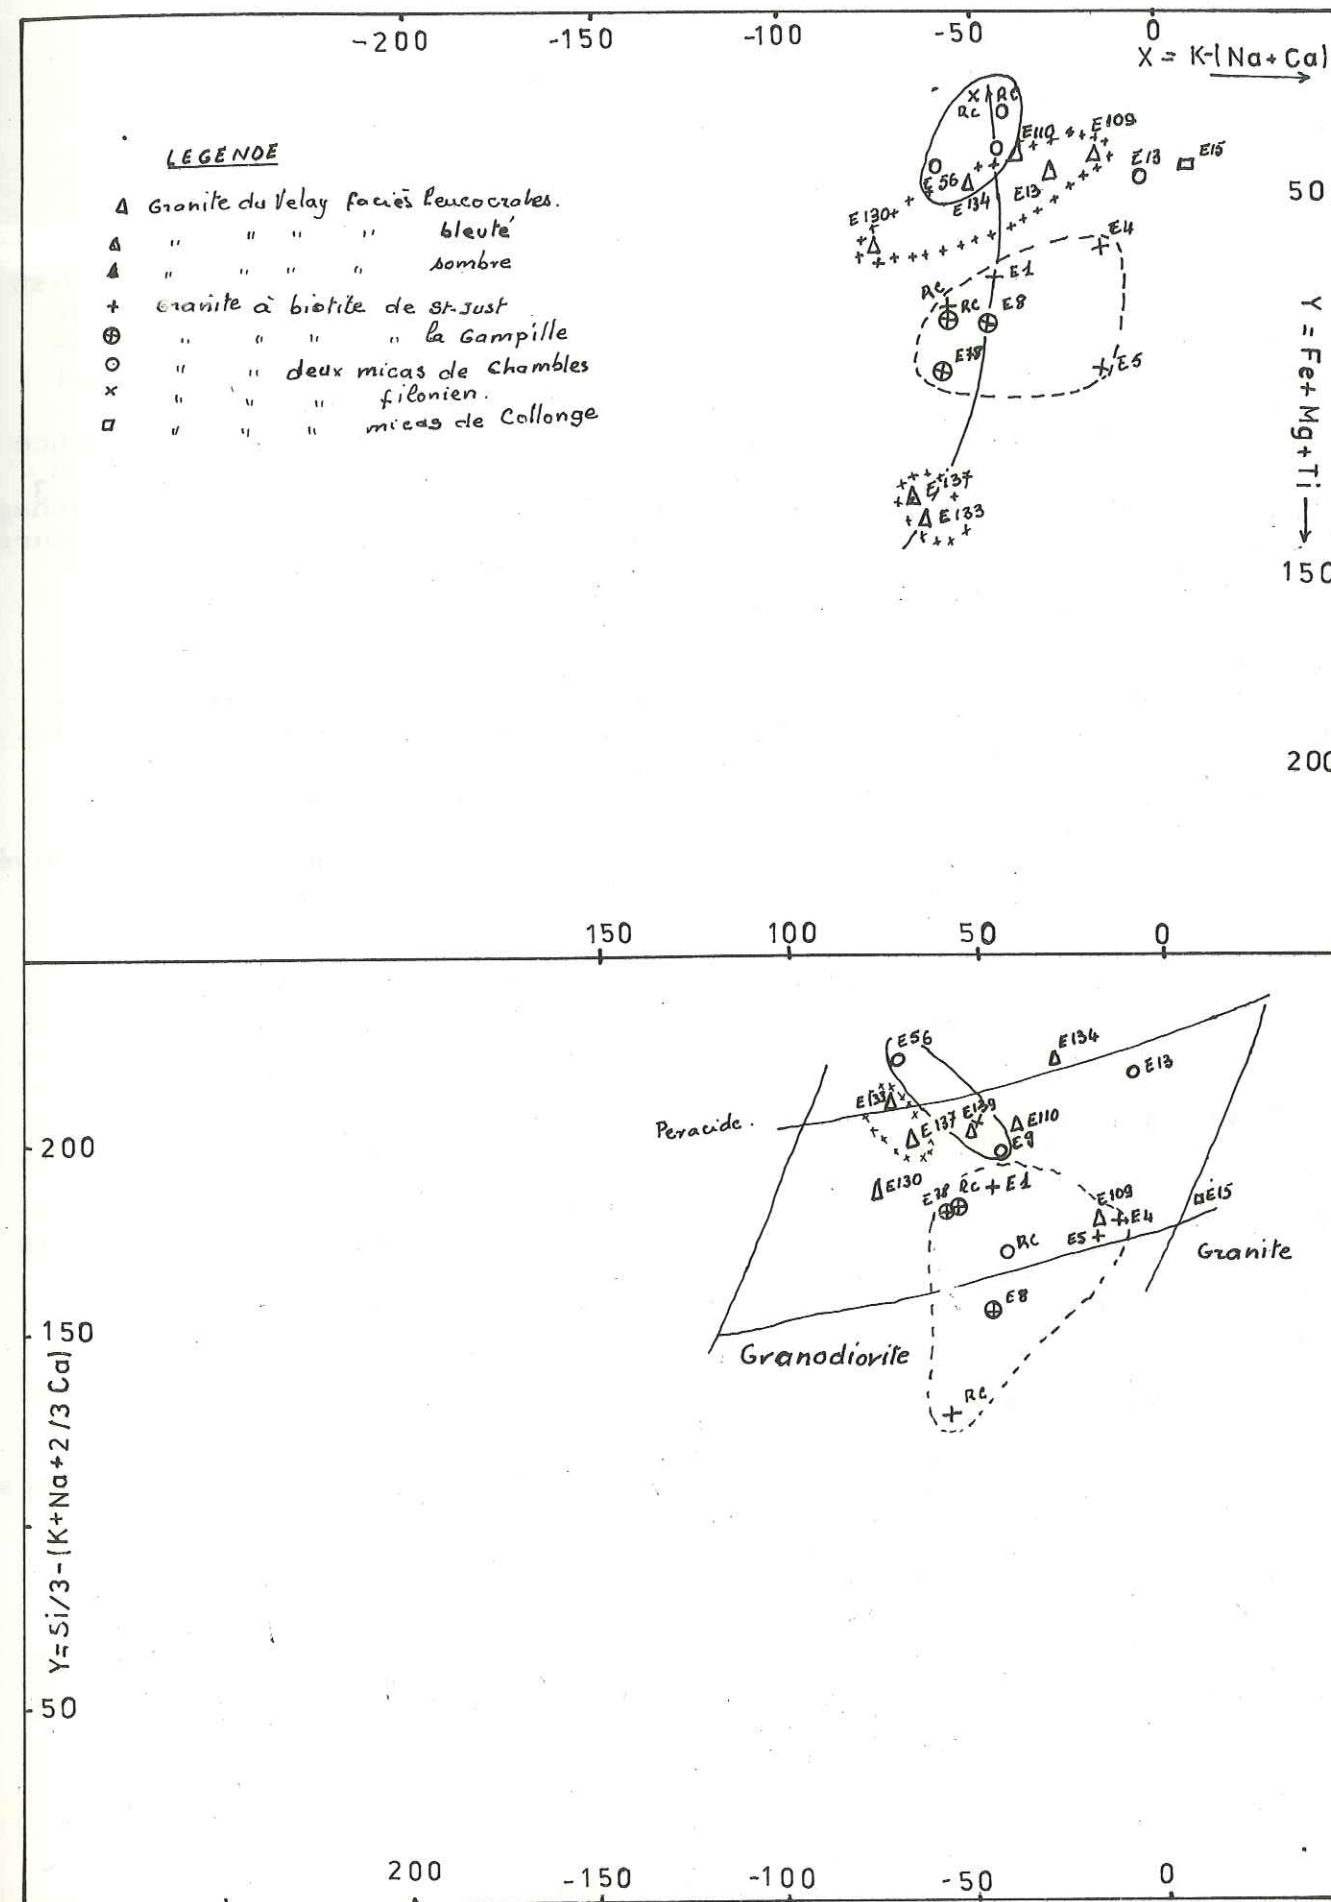 -200 -150 -100 -50 0
X = K-(Na+Ca)
LEGENDE
Granite du Velay faciès leucocrates.
" " " " bleuté
" " " " sombre
Granite à biotite de St-Just
" " " " la Gampille
" " deux micas de Chambles
" " " filonien.
" " " micas de Collonge
RC
RC
E110
E109
E13
E15
E56
E134
E13
50
E130
E4
E1
RC
RC
E8
E78
E5
Y = Fe+Mg+Ti
E137
E133
150
200
150 100 50 0
E56
E134
E13
E133
Peracide.
E137
E139
E110
E9
200
E130
E78
RC
E1
E109
E15
E4
E5
RC
Granite
E8
150
Granodiorite
RC
Y=Si/3-(K+Na+2/3Ca)
50
200 -150 -100 -50 0